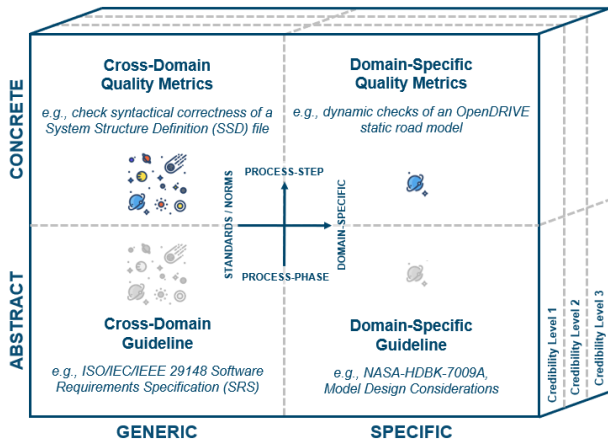 Cross-Domain
Quality Metrics
e.g., check syntactical correctness of a
System Structure Definition (SSD) file
Domain-Specific
Quality Metrics
e.g., dynamic checks of an OpenDRIVE
static road model
CONCRETE
ABSTRACT
PROCESS-STEP
STANDARDS / NORMS
DOMAIN-SPECIFIC
PROCESS-PHASE
Cross-Domain
Guideline
e.g., ISO/IEC/IEEE 29148 Software
Requirements Specification (SRS)
Domain-Specific
Guideline
e.g., NASA-HDBK-7009A,
Model Design Considerations
Credibility Level 1
Credibility Level 2
Credibility Level 3
GENERIC
SPECIFIC